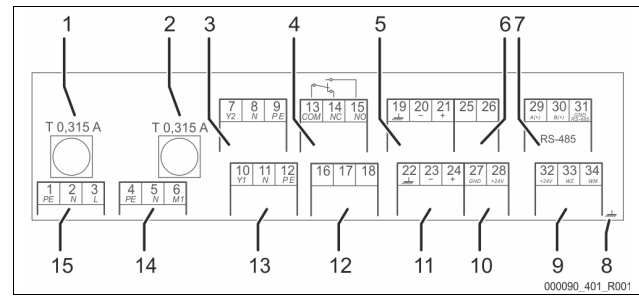 1 2 3 4 5 6 7
T 0,315 A T 0,315 A
7 8 9 13 14 15 19 20 21 25 26 29 30 31
Y2 N PE COM NC NO - + A(+) B(+) GND RS-485
RS-485
10 11 12 16 17 18 22 23 24 27 28 32 33 34
Y1 N PE - + GND +24V +24V WZ WM
1 2 3 4 5 6
PE N L PE N M1
15 14 13 12 11 10 9 8
000090_401_R001